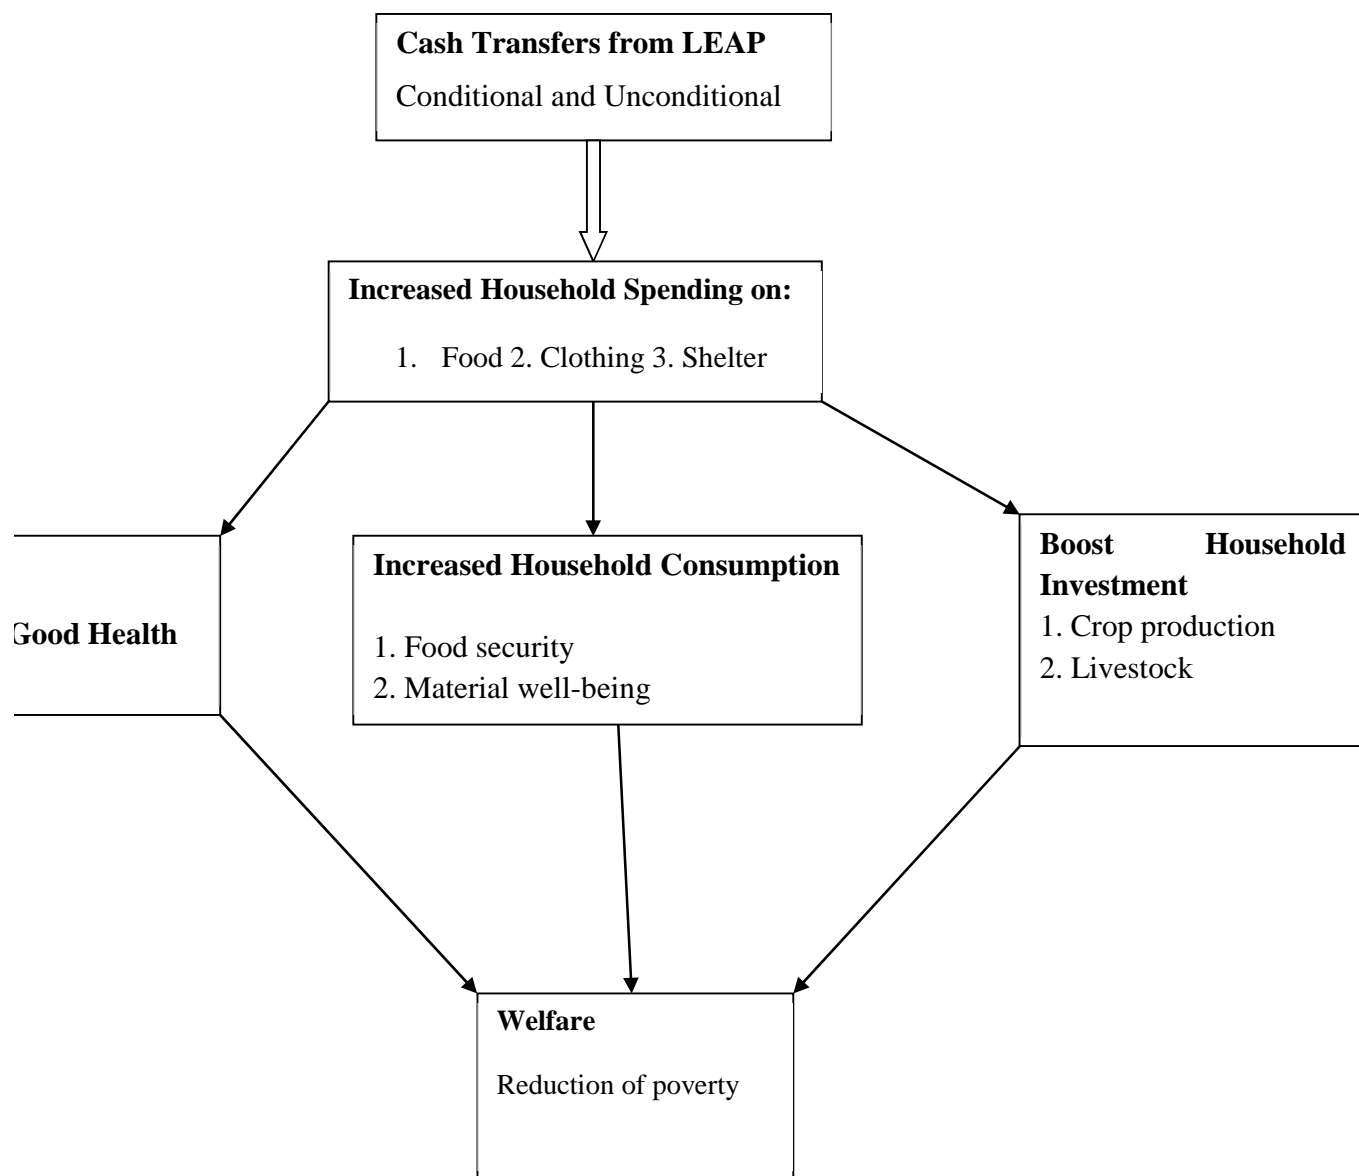 Cash Transfers from LEAP
Conditional and Unconditional
Increased Household Spending on:
1. Food 2. Clothing 3. Shelter
Good Health
Increased Household Consumption
1. Food security
2. Material well-being
Boost Household
Investment
1. Crop production
2. Livestock
Welfare
Reduction of poverty